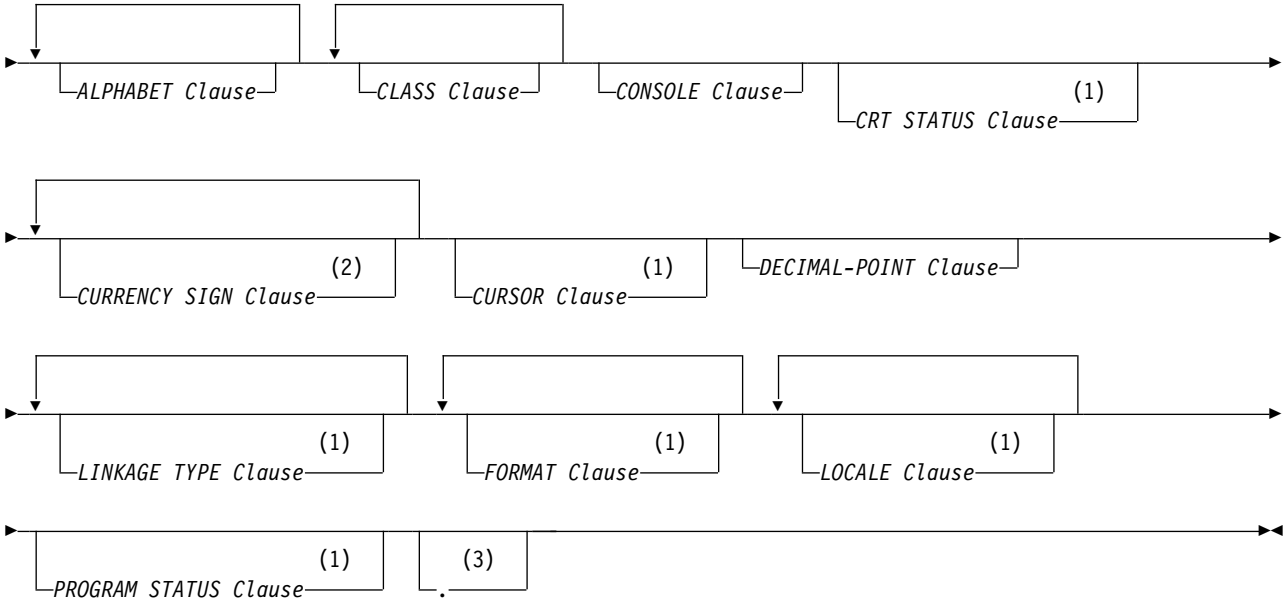 ALPHABET Clause CLASS Clause CONSOLE Clause (1)
CRT STATUS Clause
(2) (1) DECIMAL-POINT Clause
CURRENCY SIGN Clause CURSOR Clause
(1) (1) (1)
LINKAGE TYPE Clause FORMAT Clause LOCALE Clause
(1) (3)
PROGRAM STATUS Clause .